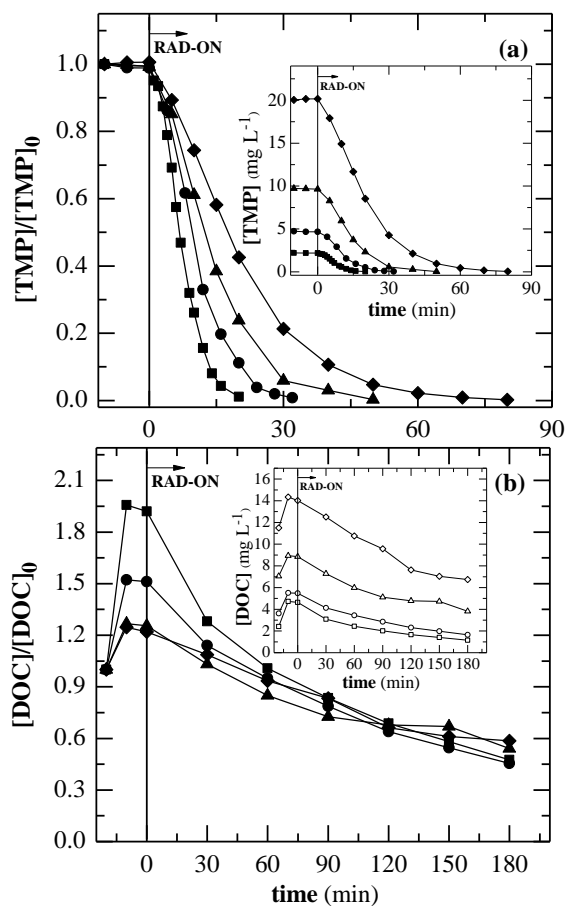 (a)
RAD-ON
[TMP]/[TMP]0
1.0
0.8
0.6
0.4
0.2
0.0
0 30 60 90
RAD-ON
[TMP] (mg L-1)
20
15
10
5
0
0 30 60 90
time (min)
(b)
RAD-ON
[DOC]/[DOC]0
2.1
1.8
1.5
1.2
0.9
0.6
0.3
0.0
0 30 60 90 120 150 180
time (min)
RAD-ON
[DOC] (mg L-1)
16
14
12
10
8
6
4
2
0
0 30 60 90 120 150 180
time (min)